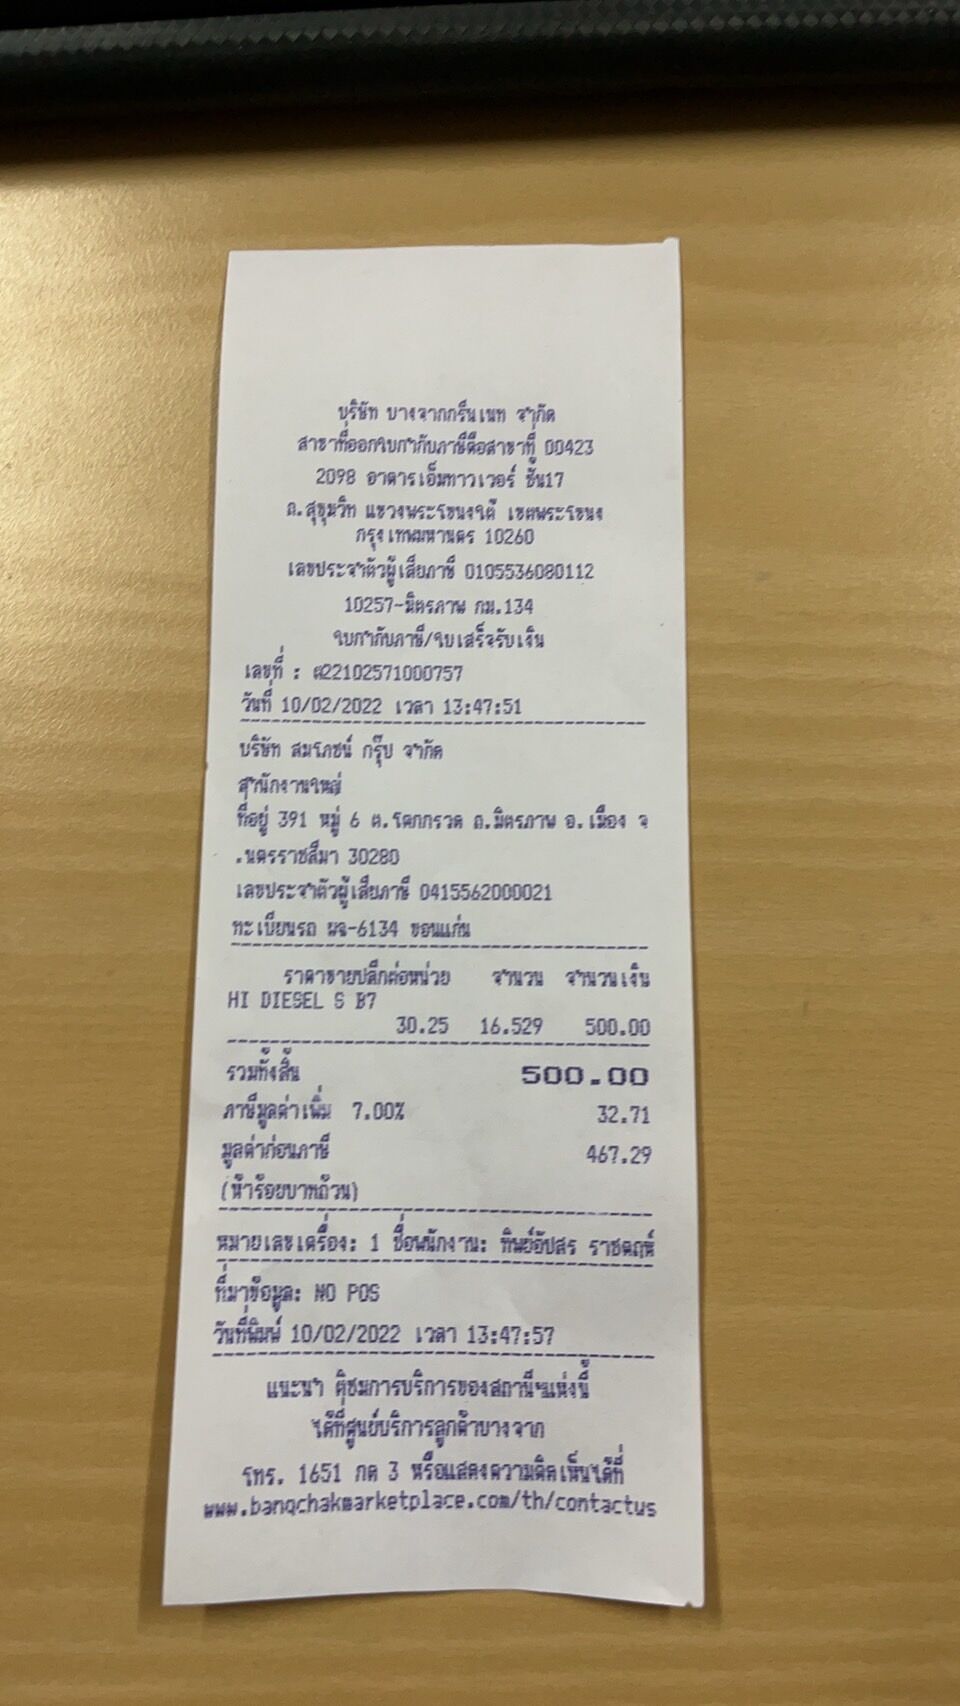 บริษัท บางจากกรีนเนท จำกัด
สาขาที่ออกใบกำกับภาษีคือสาขาที่ 00423
2098 อาคารเอ็มทาวเวอร์ ชั้น17
ถ.สุขุมวิท แขวงพระโขนงใต้ เขตพระโขนง
กรุงเทพมหานคร 10260
เลขประจำตัวผู้เสียภาษี 0105536080112
10257-มิตรภาพ กม.134
ใบกำกับภาษี/ใบเสร็จรับเงิน
เลขที่ : ต22102571000757
วันที่ 10/02/2022 เวลา 13:47:51
บริษัท สมโภชน์ กรุ๊ป จำกัด
สำนักงานใหญ่
ที่อยู่ 391 หมู่ 6 ต.โคกกรวด ถ.มิตรภาพ อ.เมือง จ
.นครราชสีมา 30280
เลขประจำตัวผู้เสียภาษี 0415562000021
ทะเบียนรถ ผฉ-6134 ขอนแก่น
ราคาขายปลีกต่อหน่วย จำนวน จำนวนเงิน
HI DIESEL S B7
30.25 16.529 500.00
รวมทั้งสิ้น 500.00
ภาษีมูลค่าเพิ่ม 7.00% 32.71
มูลค่าก่อนภาษี 467.29
(ห้าร้อยบาทถ้วน)
หมายเลขเครื่อง: 1 ชื่อพนักงาน: ทิพย์อัปสร ราชคฤห์
ที่มาข้อมูล: NO POS
วันที่พิมพ์ 10/02/2022 เวลา 13:47:57
แนะนำ ติชมการบริการของสถานีฯแห่งนี้
ได้ที่ศูนย์บริการลูกค้าบางจาก
โทร. 1651 กด 3 หรือแสดงความคิดเห็นได้ที่
www.bangchakmarketplace.com/th/contactus